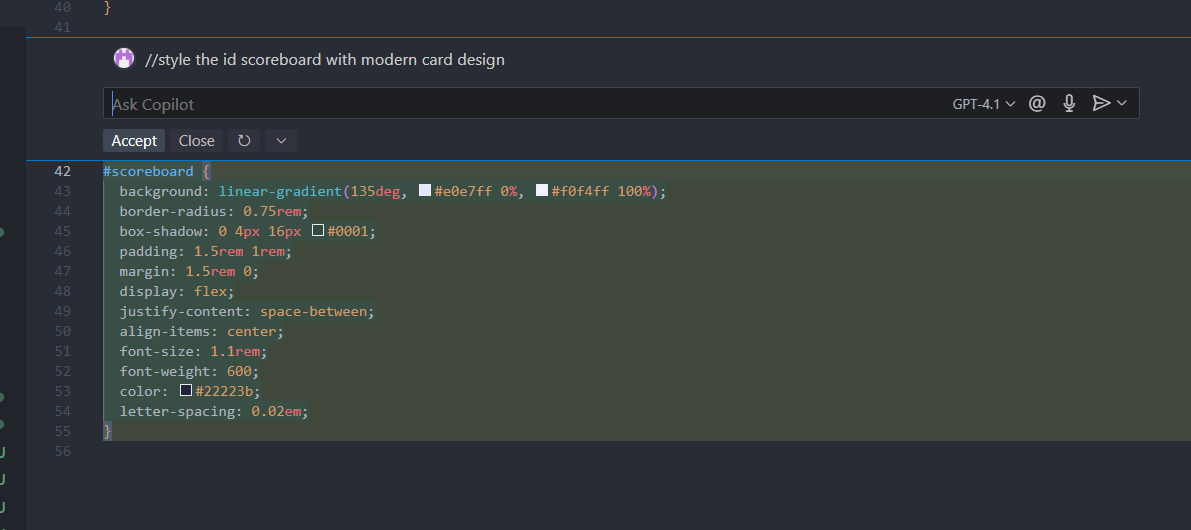 40 }
41
//style the id scoreboard with modern card design
Ask Copilot GPT-4.1 @
Accept Close
42 #scoreboard {
43 background: linear-gradient(135deg, #e0e7ff 0%, #f0f4ff 100%);
44 border-radius: 0.75rem;
45 box-shadow: 0 4px 16px #0001;
46 padding: 1.5rem 1rem;
47 margin: 1.5rem 0;
48 display: flex;
49 justify-content: space-between;
50 align-items: center;
51 font-size: 1.1rem;
52 font-weight: 600;
53 color: #22223b;
54 letter-spacing: 0.02em;
55 }
U
56
U
U